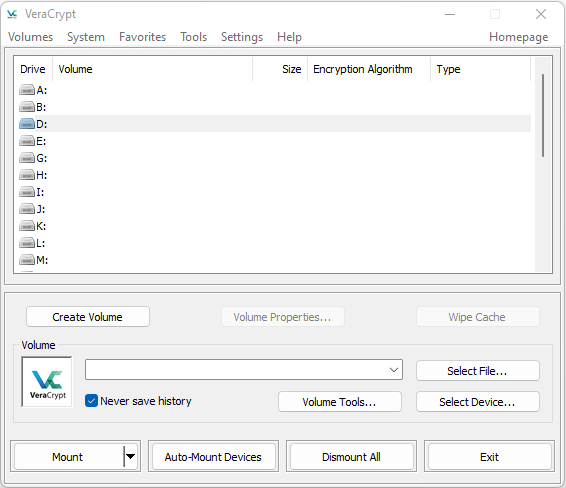 VeraCrypt
Volumes System Favorites Tools Settings Help Homepage
Drive Volume Size Encryption Algorithm Type
A:
B:
D:
E:
G:
H:
I:
J:
K:
L:
M:
Create Volume Volume Properties... Wipe Cache
Volume
VeraCrypt
Select File...
Never save history Volume Tools... Select Device...
Mount Auto-Mount Devices Dismount All Exit